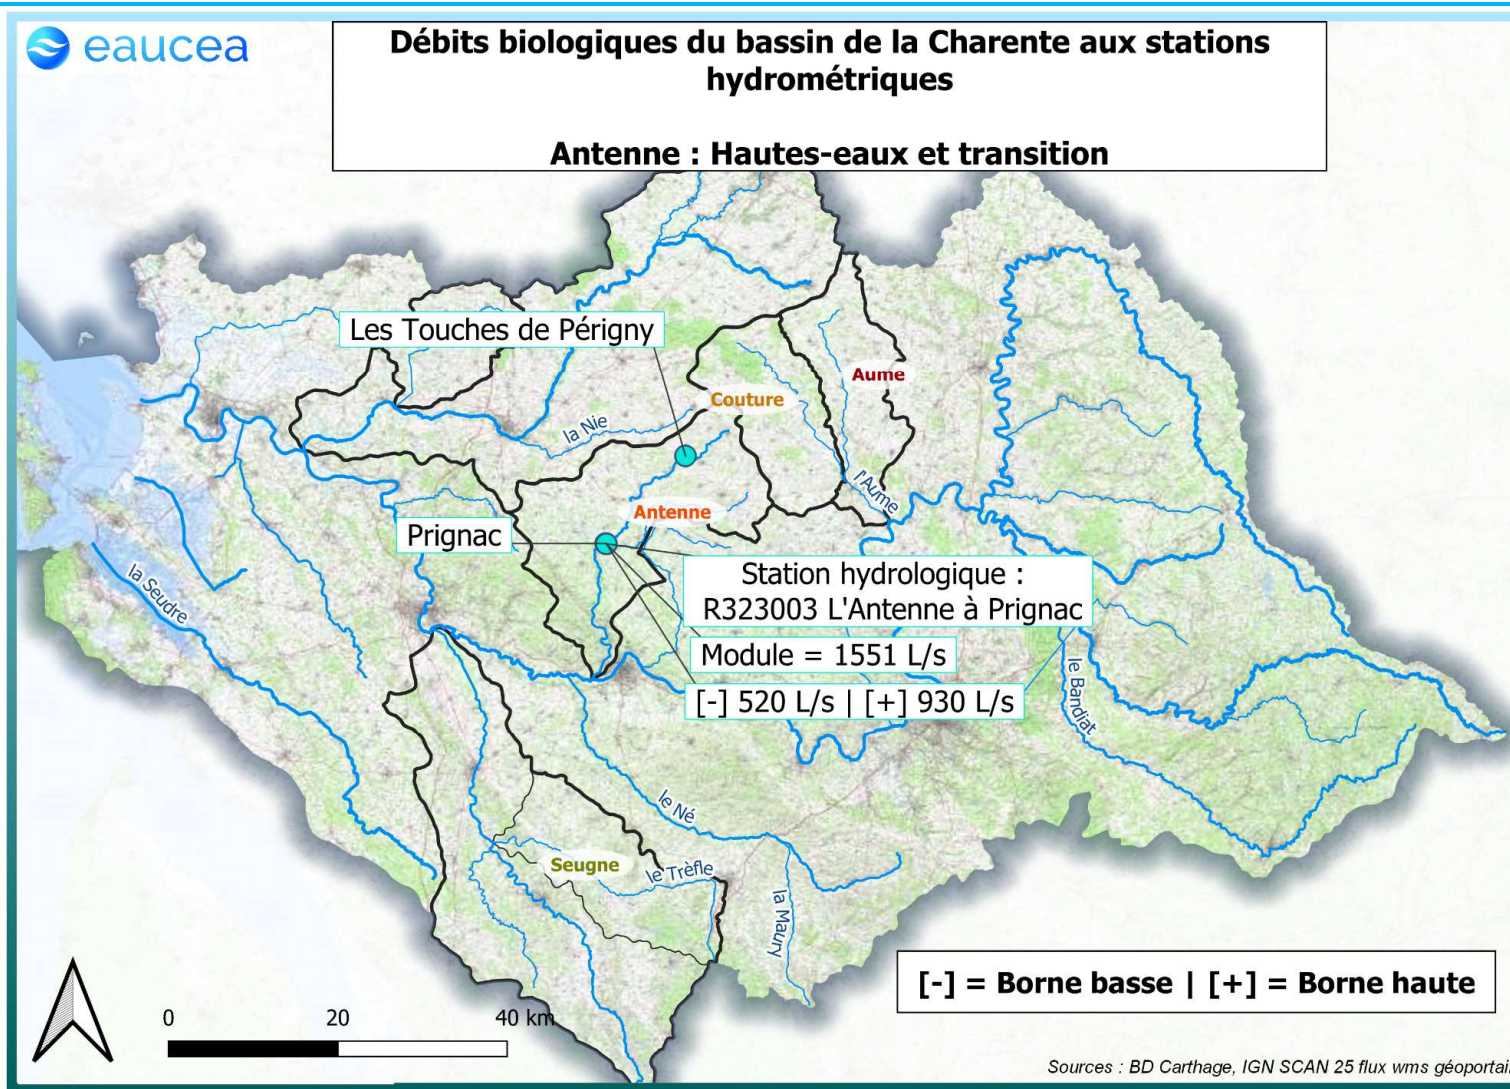 eaucea
Débits biologiques du bassin de la Charente aux stations
hydrométriques
Antenne : Hautes-eaux et transition
Les Touches de Périgny
Aume
Couture
la Nie
l'Aume
Antenne
Prignac
Station hydrologique :
R323003 L'Antenne à Prignac
la Seudre
Module = 1551 L/s
[-] 520 L/s | [+] 930 L/s
le Bandiat
le Né
Seugne
le Trèfle
la Maury
[-] = Borne basse | [+] = Borne haute
0 20 40 km
Sources : BD Carthage, IGN SCAN 25 flux wms géoportai